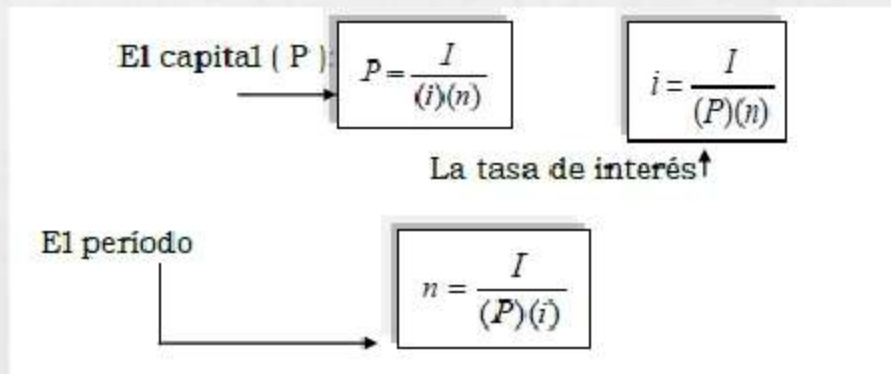 El capital ( P ):
P = I / (i)(n)
i = I / (P)(n)
La tasa de interés
El período
n = I / (P)(i)